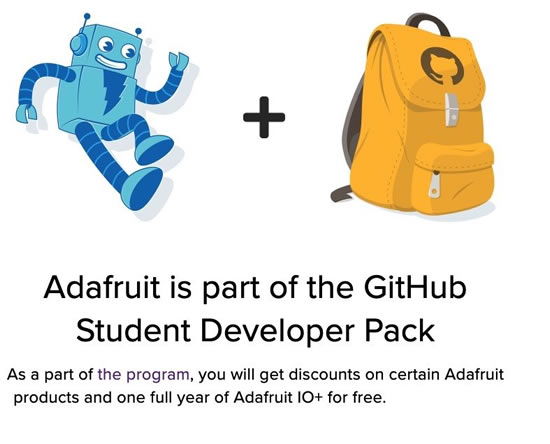 Adafruit is part of the GitHub
Student Developer Pack
As a part of the program, you will get discounts on certain Adafruit
products and one full year of Adafruit IO+ for free.